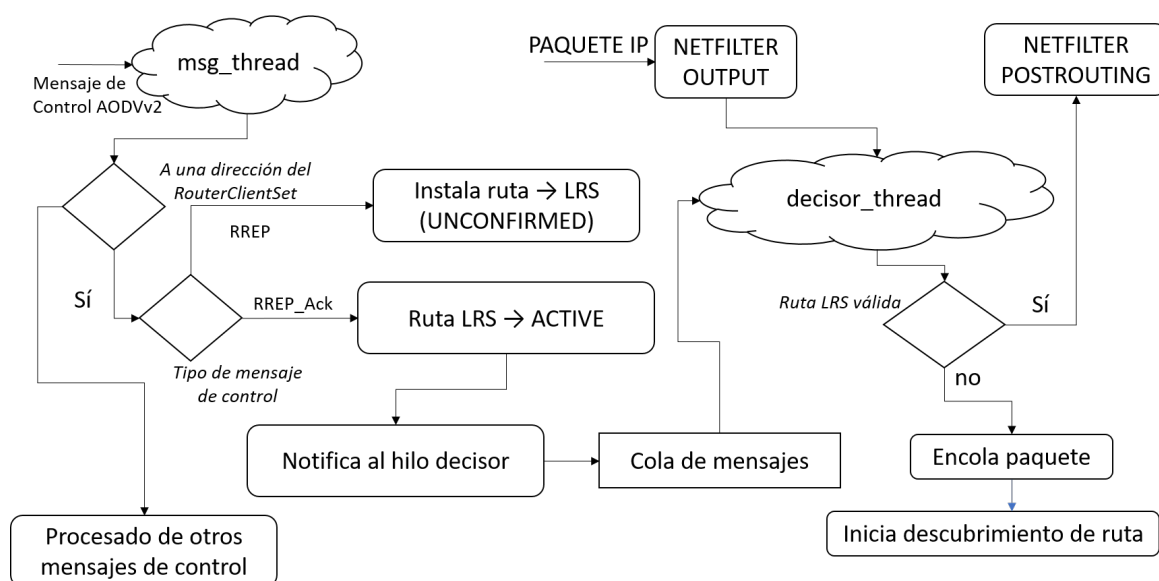 msg_thread
Mensaje de
Control AODVv2
PAQUETE IP
NETFILTER
OUTPUT
NETFILTER
POSTROUTING
A una dirección del
RouterClientSet
RREP
Instala ruta → LRS
(UNCONFIRMED)
decisor_thread
Sí
RREP_Ack
Ruta LRS → ACTIVE
Tipo de mensaje
de control
Ruta LRS válida
Sí
no
Notifica al hilo decisor
Cola de mensajes
Encola paquete
Procesado de otros
mensajes de control
Inicia descubrimiento de ruta